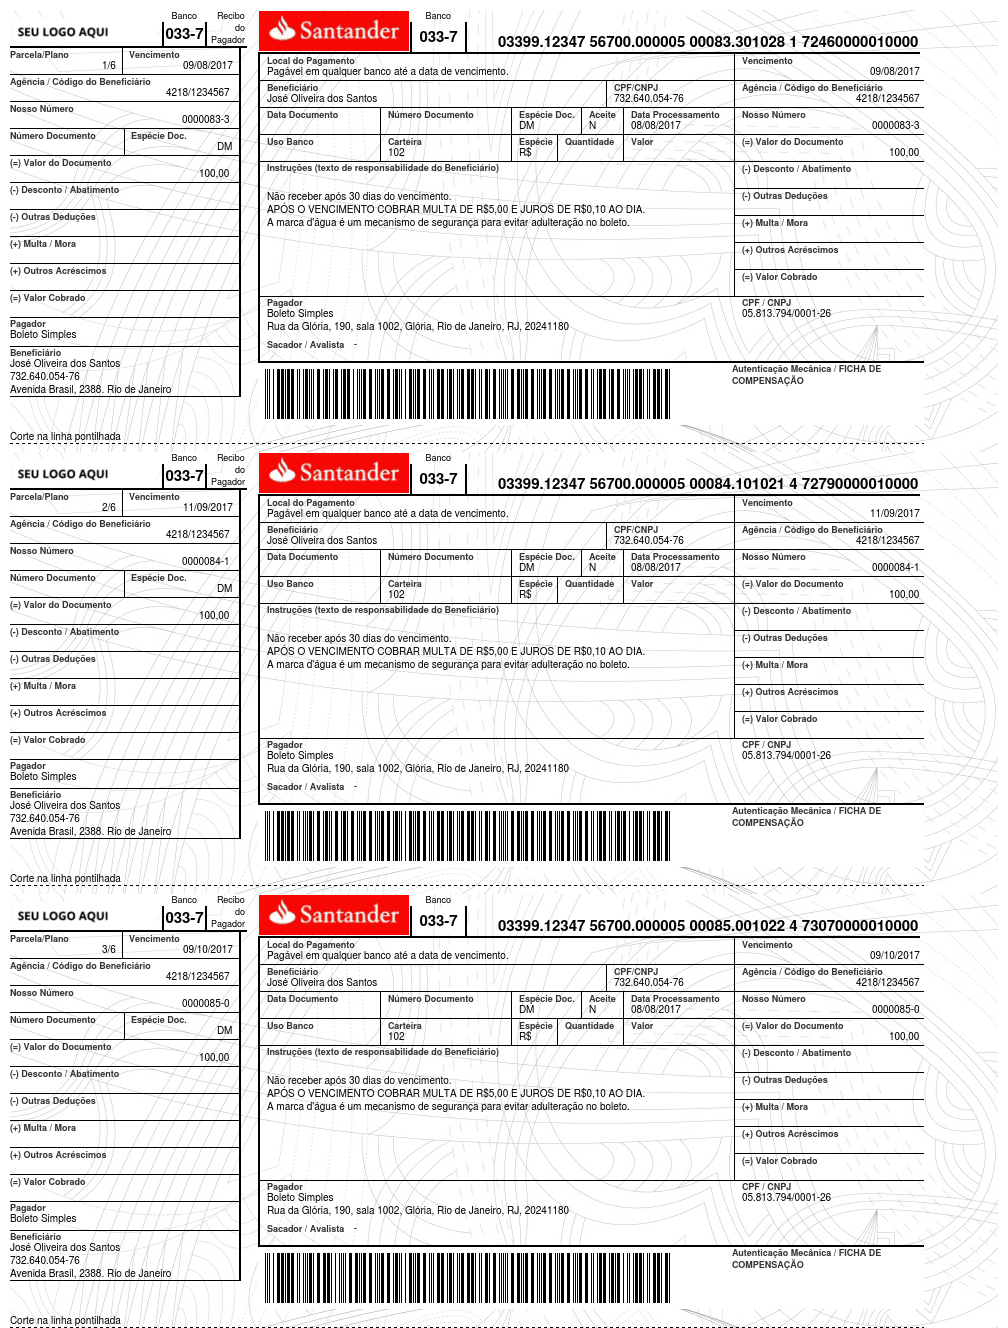 SEU LOGO AQUI
Banco
033-7
Recibo
do
Pagador
Parcela/Plano
1/6
Vencimento
09/08/2017
Agência / Código do Beneficiário
4218/1234567
Nosso Número
0000083-3
Número Documento
Espécie Doc.
DM
(=) Valor do Documento
100,00
(-) Desconto / Abatimento
(-) Outras Deduções
(+) Multa / Mora
(+) Outros Acréscimos
(=) Valor Cobrado
Pagador
Boleto Simples
Beneficiário
José Oliveira dos Santos
732.640.054-76
Avenida Brasil, 2388. Rio de Janeiro
Santander
Banco
033-7
03399.12347 56700.000005 00083.301028 1 72460000010000
Local do Pagamento
Pagável em qualquer banco até a data de vencimento.
Vencimento
09/08/2017
Beneficiário
José Oliveira dos Santos
CPF/CNPJ
732.640.054-76
Agência / Código do Beneficiário
4218/1234567
Data Documento
Número Documento
Espécie Doc.
DM
Aceite
N
Data Processamento
08/08/2017
Nosso Número
0000083-3
Uso Banco
Carteira
102
Espécie
R$
Quantidade
Valor
(=) Valor do Documento
100,00
Instruções (texto de responsabilidade do Beneficiário)
Não receber após 30 dias do vencimento.
APÓS O VENCIMENTO COBRAR MULTA DE R$5,00 E JUROS DE R$0,10 AO DIA.
A marca d'água é um mecanismo de segurança para evitar adulteração no boleto.
(-) Desconto / Abatimento
(-) Outras Deduções
(+) Multa / Mora
(+) Outros Acréscimos
(=) Valor Cobrado
Pagador
Boleto Simples
Rua da Glória, 190, sala 1002, Glória, Rio de Janeiro, RJ, 20241180
CPF / CNPJ
05.813.794/0001-26
Sacador / Avalista -
Autenticação Mecânica / FICHA DE
COMPENSAÇÃO
Corte na linha pontilhada
SEU LOGO AQUI
Banco
033-7
Recibo
do
Pagador
Parcela/Plano
2/6
Vencimento
11/09/2017
Agência / Código do Beneficiário
4218/1234567
Nosso Número
0000084-1
Número Documento
Espécie Doc.
DM
(=) Valor do Documento
100,00
(-) Desconto / Abatimento
(-) Outras Deduções
(+) Multa / Mora
(+) Outros Acréscimos
(=) Valor Cobrado
Pagador
Boleto Simples
Beneficiário
José Oliveira dos Santos
732.640.054-76
Avenida Brasil, 2388. Rio de Janeiro
Santander
Banco
033-7
03399.12347 56700.000005 00084.101021 4 72790000010000
Local do Pagamento
Pagável em qualquer banco até a data de vencimento.
Vencimento
11/09/2017
Beneficiário
José Oliveira dos Santos
CPF/CNPJ
732.640.054-76
Agência / Código do Beneficiário
4218/1234567
Data Documento
Número Documento
Espécie Doc.
DM
Aceite
N
Data Processamento
08/08/2017
Nosso Número
0000084-1
Uso Banco
Carteira
102
Espécie
R$
Quantidade
Valor
(=) Valor do Documento
100,00
Instruções (texto de responsabilidade do Beneficiário)
Não receber após 30 dias do vencimento.
APÓS O VENCIMENTO COBRAR MULTA DE R$5,00 E JUROS DE R$0,10 AO DIA.
A marca d'água é um mecanismo de segurança para evitar adulteração no boleto.
(-) Desconto / Abatimento
(-) Outras Deduções
(+) Multa / Mora
(+) Outros Acréscimos
(=) Valor Cobrado
Pagador
Boleto Simples
Rua da Glória, 190, sala 1002, Glória, Rio de Janeiro, RJ, 20241180
CPF / CNPJ
05.813.794/0001-26
Sacador / Avalista -
Autenticação Mecânica / FICHA DE
COMPENSAÇÃO
Corte na linha pontilhada
SEU LOGO AQUI
Banco
033-7
Recibo
do
Pagador
Parcela/Plano
3/6
Vencimento
09/10/2017
Agência / Código do Beneficiário
4218/1234567
Nosso Número
0000085-0
Número Documento
Espécie Doc.
DM
(=) Valor do Documento
100,00
(-) Desconto / Abatimento
(-) Outras Deduções
(+) Multa / Mora
(+) Outros Acréscimos
(=) Valor Cobrado
Pagador
Boleto Simples
Beneficiário
José Oliveira dos Santos
732.640.054-76
Avenida Brasil, 2388. Rio de Janeiro
Santander
Banco
033-7
03399.12347 56700.000005 00085.001022 4 73070000010000
Local do Pagamento
Pagável em qualquer banco até a data de vencimento.
Vencimento
09/10/2017
Beneficiário
José Oliveira dos Santos
CPF/CNPJ
732.640.054-76
Agência / Código do Beneficiário
4218/1234567
Data Documento
Número Documento
Espécie Doc.
DM
Aceite
N
Data Processamento
08/08/2017
Nosso Número
0000085-0
Uso Banco
Carteira
102
Espécie
R$
Quantidade
Valor
(=) Valor do Documento
100,00
Instruções (texto de responsabilidade do Beneficiário)
Não receber após 30 dias do vencimento.
APÓS O VENCIMENTO COBRAR MULTA DE R$5,00 E JUROS DE R$0,10 AO DIA.
A marca d'água é um mecanismo de segurança para evitar adulteração no boleto.
(-) Desconto / Abatimento
(-) Outras Deduções
(+) Multa / Mora
(+) Outros Acréscimos
(=) Valor Cobrado
Pagador
Boleto Simples
Rua da Glória, 190, sala 1002, Glória, Rio de Janeiro, RJ, 20241180
CPF / CNPJ
05.813.794/0001-26
Sacador / Avalista -
Autenticação Mecânica / FICHA DE
COMPENSAÇÃO
Corte na linha pontilhada